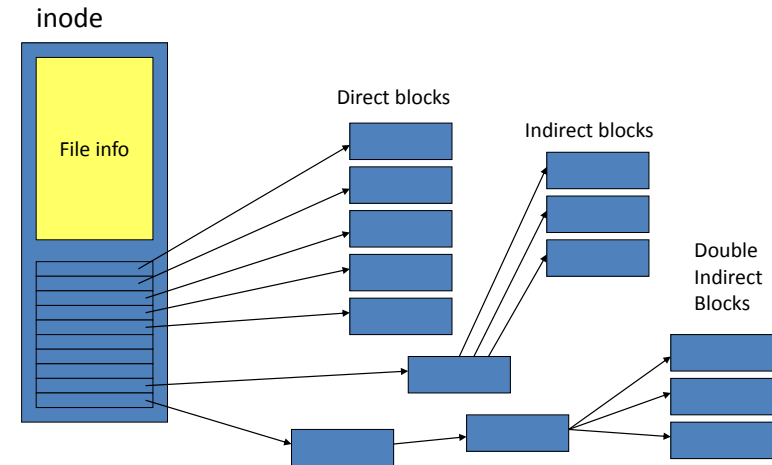 inode
File info
Direct blocks
Indirect blocks
Double
Indirect
Blocks